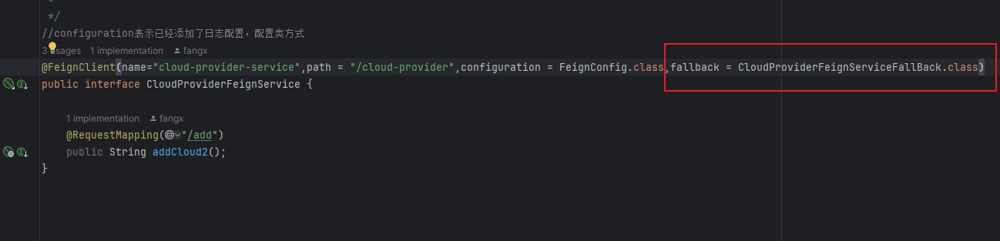 *
*/
//configuration表示已经添加了日志配置，配置类方式
3 usages 1 implementation fangx
@FeignClient(name="cloud-provider-service",path = "/cloud-provider",configuration = FeignConfig.class,fallback = CloudProviderFeignServiceFallBack.class)
public interface CloudProviderFeignService {
1 implementation fangx
@RequestMapping("/add")
public String addCloud2();
}